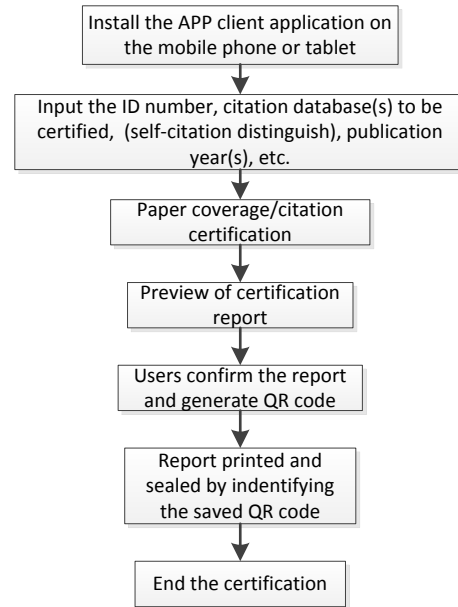 Install the APP client application on
the mobile phone or tablet
Input the ID number, citation database(s) to be
certified,  (self-citation distinguish), publication
year(s), etc.
Paper coverage/citation
certification
Preview of certification
report
Users confirm the report
and generate QR code
Report printed and
sealed by indentifying
the saved QR code
End the certification